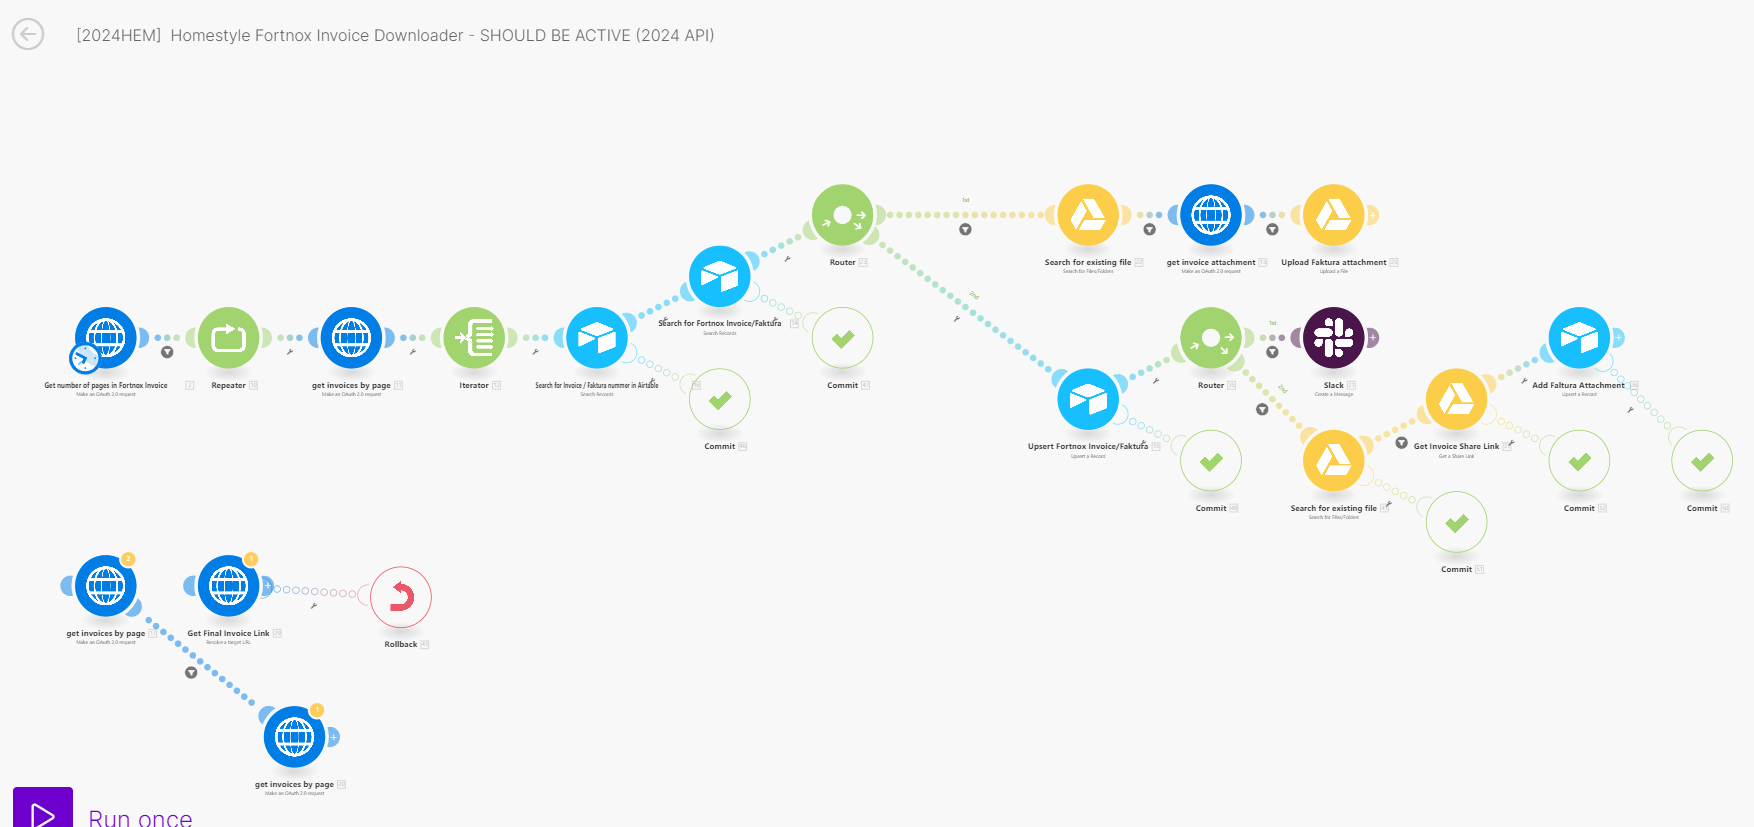 [2024HEM] Homestyle Fortnox Invoice Downloader - SHOULD BE ACTIVE (2024 API)
1st
Router
Search for existing file
Search for Files/Folders
get invoice attachment
Make an OAuth 2.0 request
Upload Faktura attachment
Upload a File
2nd
Search for Fortnox Invoice/Faktura
Search Records
Get number of pages in Fortnox Invoice
Make an OAuth 2.0 request
Repeater
get invoices by page
Make an OAuth 2.0 request
Iterator
Search for Invoice / Faktura nummer in Airtable
Search Records
Commit
Commit
1st
Router
Slack
Create a Message
2nd
Add Faltura Attachment
Upsert a Record
Upsert Fortnox Invoice/Faktura
Upsert a Record
Get Invoice Share Link
Get a Share Link
Commit
Search for existing file
Search for Files/Folders
Commit
Commit
Commit
2
1
get invoices by page
Make an OAuth 2.0 request
Get Final Invoice Link
Resolve a target URL
Rollback
1
get invoices by page
Make an OAuth 2.0 request
Run once